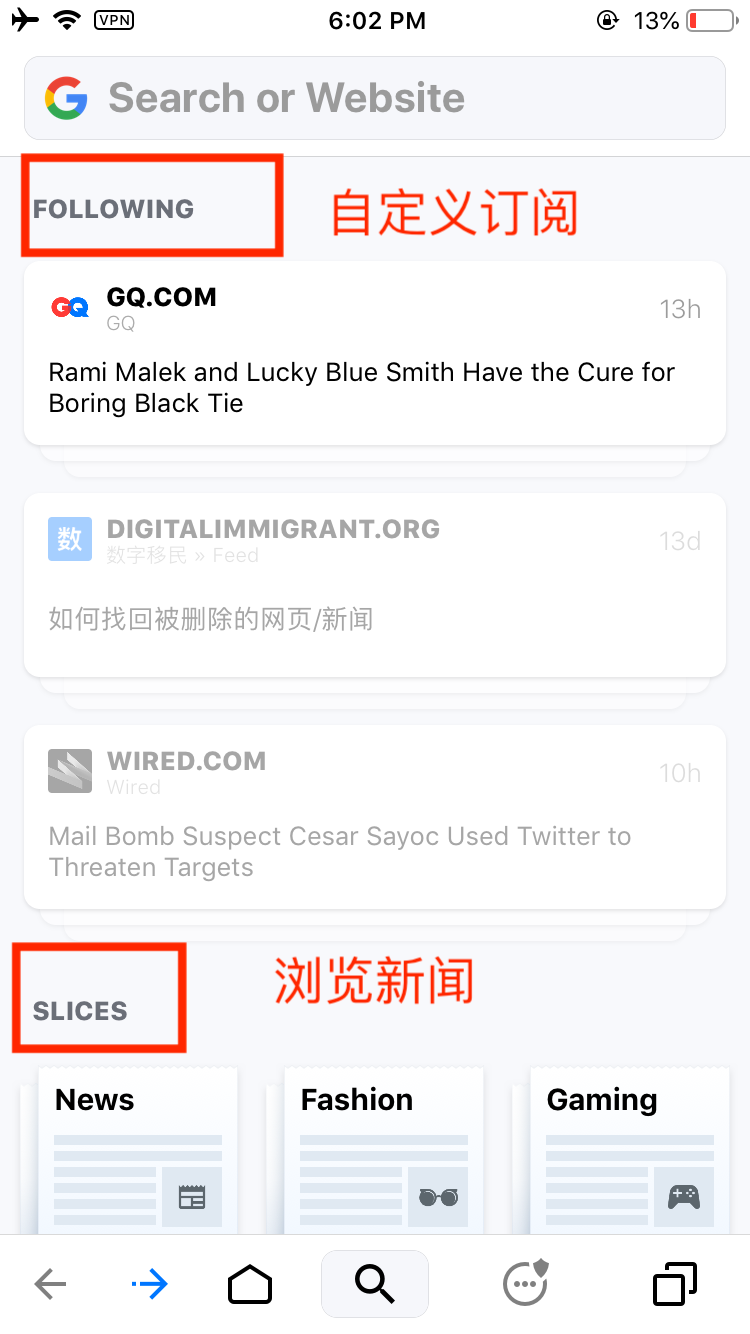 VPN
6:02 PM
13%
Search or Website
FOLLOWING
自定义订阅
GQ
GQ.COM
GQ
13h
Rami Malek and Lucky Blue Smith Have the Cure for
Boring Black Tie
数
DIGITALIMMIGRANT.ORG
数字移民 » Feed
13d
如何找回被删除的网页/新闻
WIRED.COM
Wired
10h
Mail Bomb Suspect Cesar Sayoc Used Twitter to
Threaten Targets
SLICES
浏览新闻
News
Fashion
Gaming